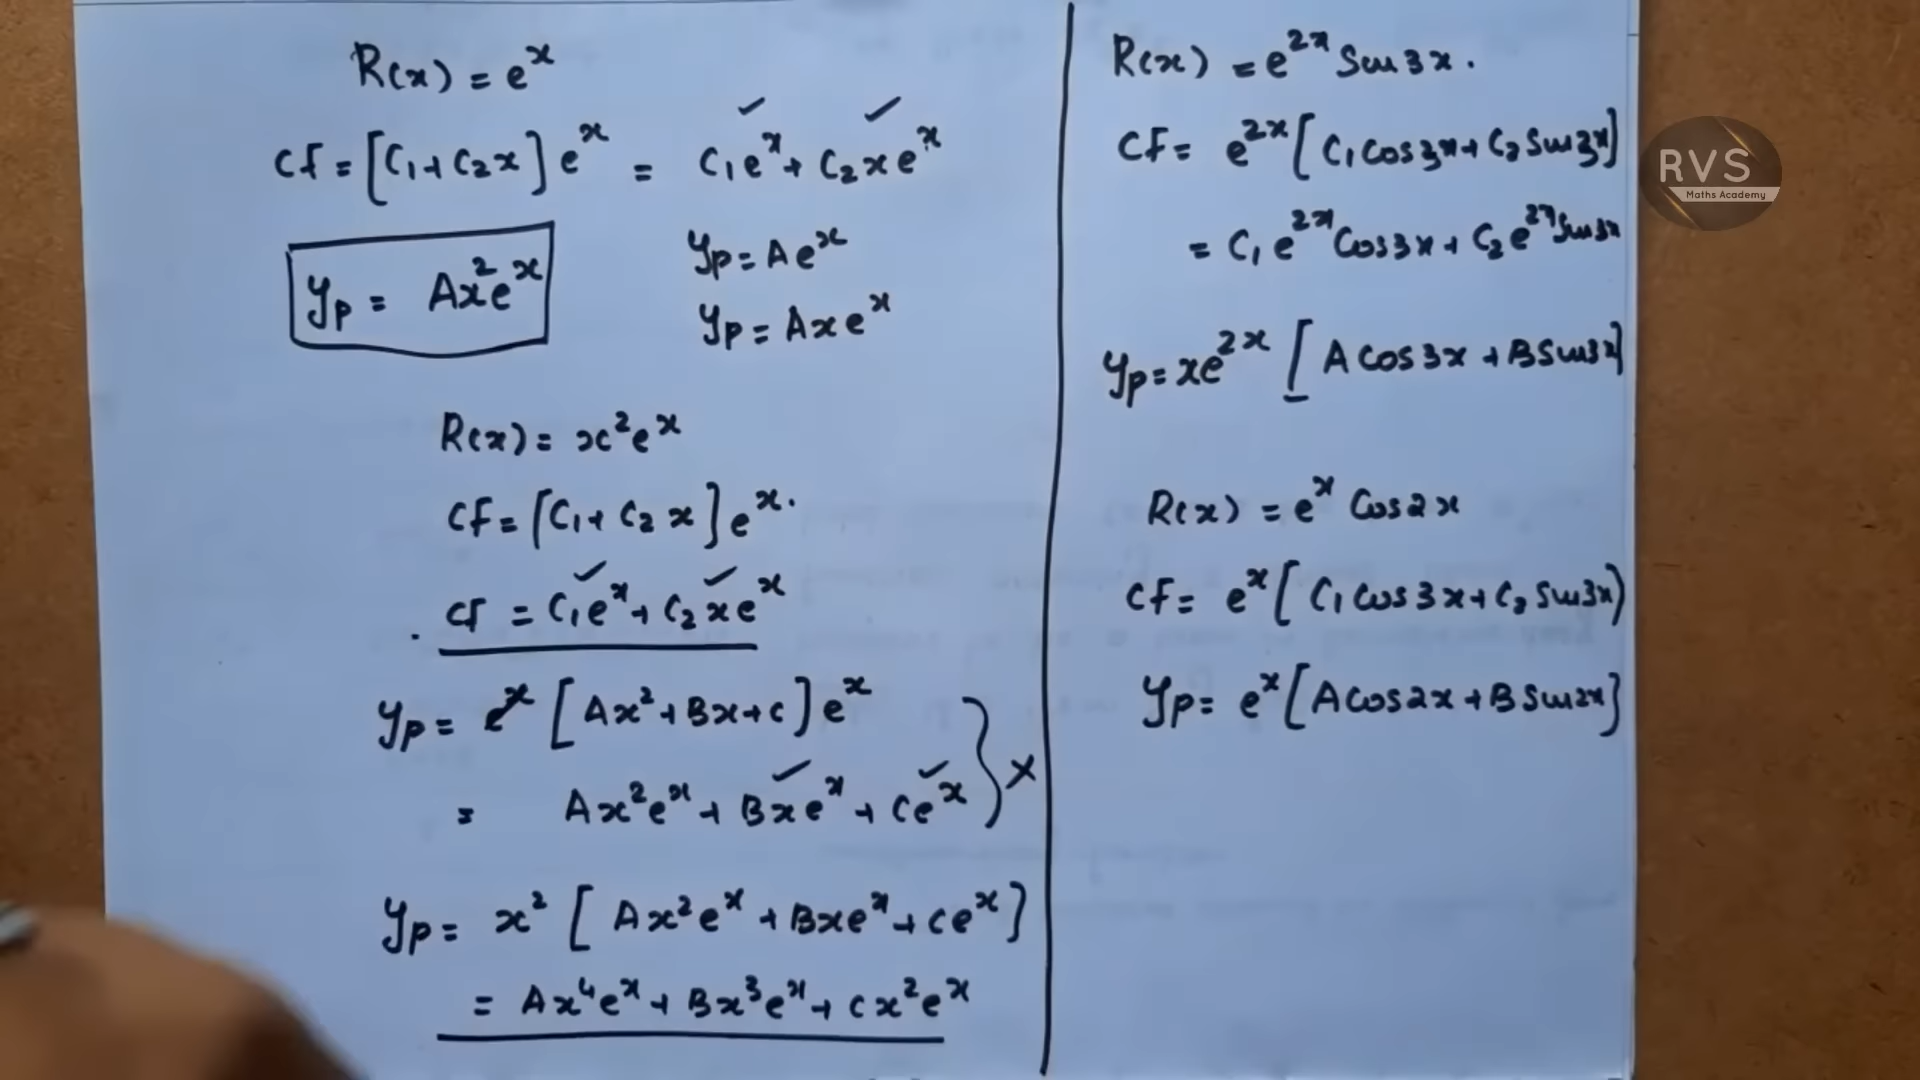 R(x) = e^x
CF = [C₁ + C₂x] e^x = C₁e^x + C₂xe^x
yp = Ae^x
yp = Ax²e^x
yp = Axe^x
R(x) = x²e^x
CF = [C₁ + C₂x] e^x.
CF = C₁e^x + C₂xe^x
yp = e^x [Ax² + Bx + C] e^x
= Ax²e^x + Bxe^x + Ce^x } X
yp = x² [Ax²e^x + Bxe^x + Ce^x]
= Ax⁴e^x + Bx³e^x + Cx²e^x
R(x) = e^2x Sin3x.
CF = e^2x [C₁Cos3x + C₂Sin3x]
= C₁e^2x Cos3x + C₂e^2x Sin3x
yp = xe^2x [ACos3x + BSin3x]
R(x) = e^x Cos2x
CF = e^x [C₁Cos3x + C₂Sin3x)
yp = e^x [ACos2x + BSin2x]
RVS
Maths Academy